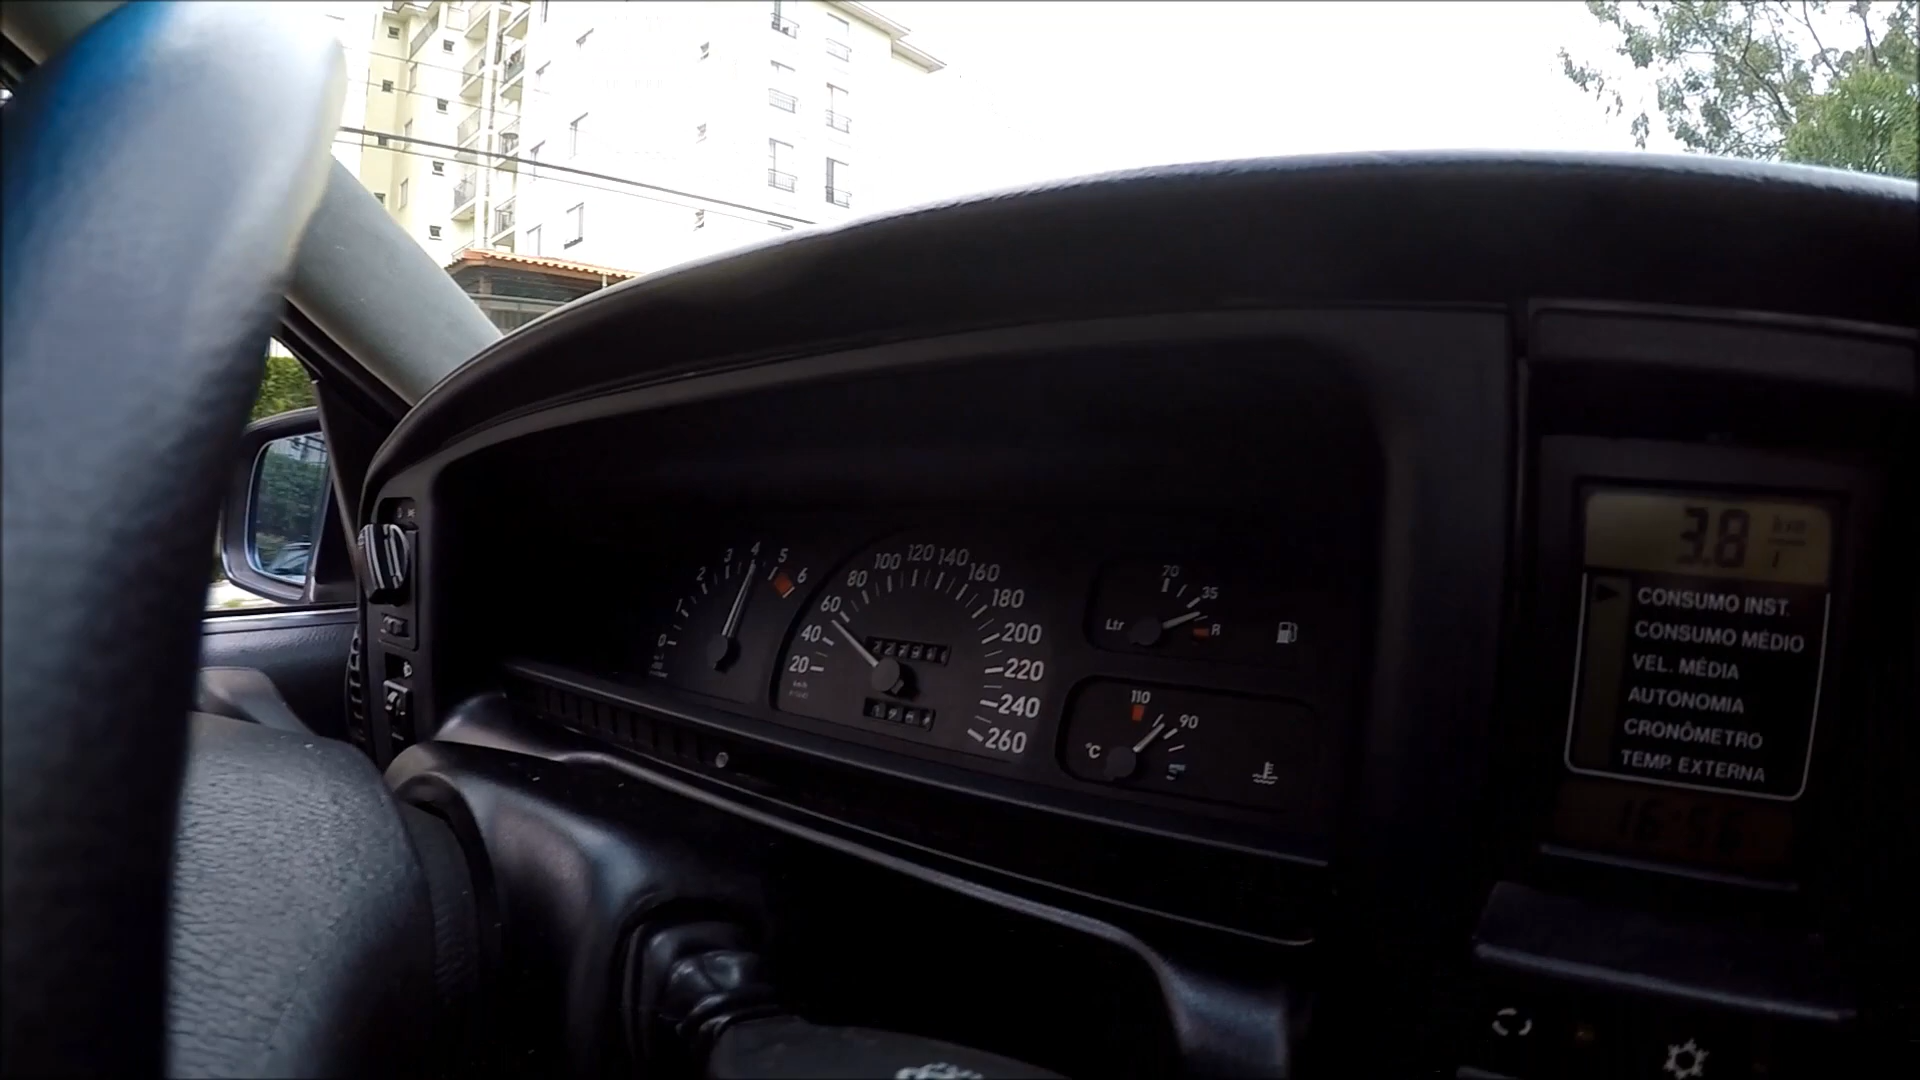 0 1 2 3 4 5 6
20 40 60 80 100 120 140 160 180 200 220 240 260
km/h
Ltr 70 35 R
°C 110 90
3.8 km/l
CONSUMO INST.
CONSUMO MÉDIO
VEL. MÉDIA
AUTONOMIA
CRONÔMETRO
TEMP. EXTERNA